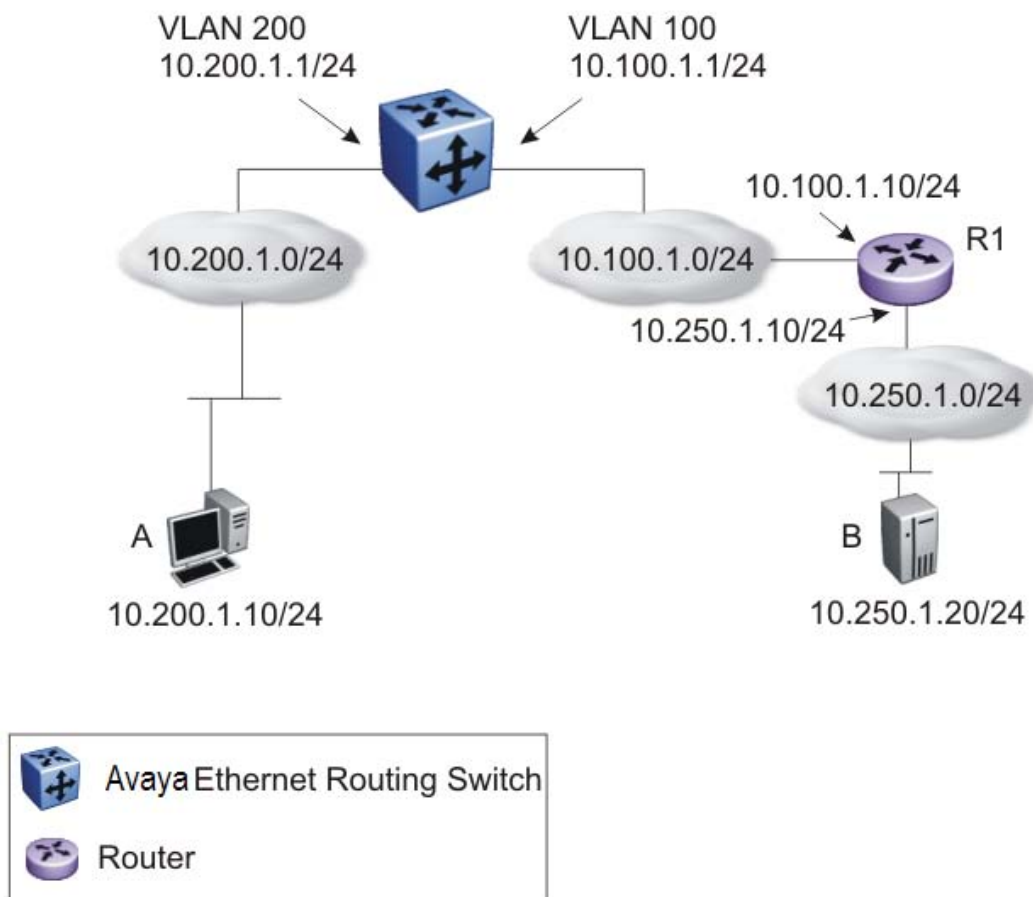 VLAN 200
10.200.1.1/24
VLAN 100
10.100.1.1/24
10.100.1.10/24
R1
10.200.1.0/24
10.100.1.0/24
10.250.1.10/24
10.250.1.0/24
A
B
10.200.1.10/24
10.250.1.20/24
Avaya Ethernet Routing Switch
Router